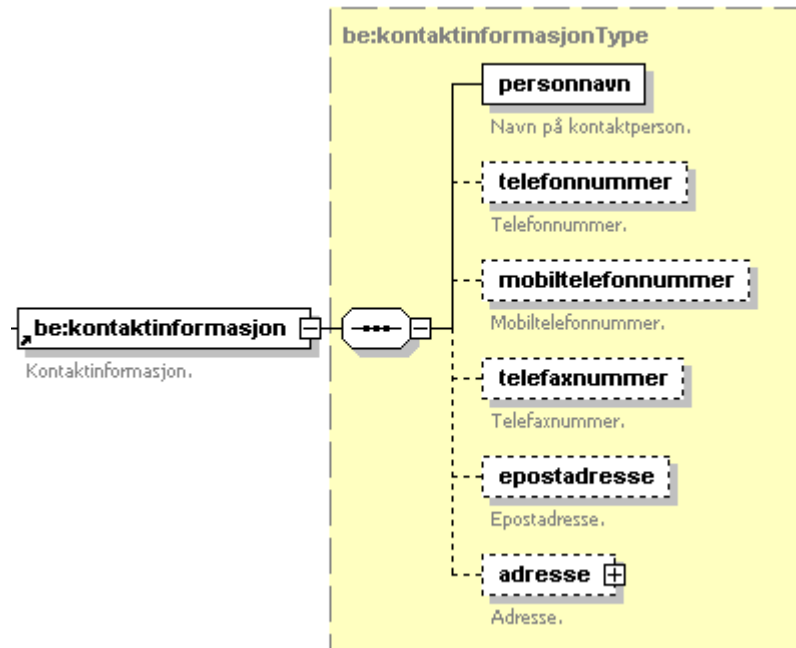 be:kontaktinformasjonType
personnavn
Navn på kontaktperson.
telefonnummer
Telefonnummer.
mobiltelefonnummer
Mobiltelefonnummer.
be:kontaktinformasjon
Kontaktinformasjon.
telefaxnummer
Telefaxnummer.
epostadresse
Epostadresse.
adresse
Adresse.